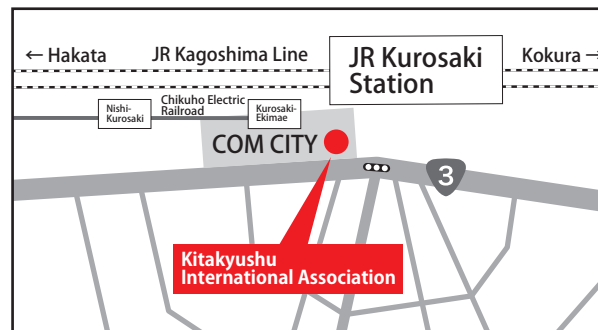 ← Hakata
JR Kagoshima Line
JR Kurosaki
Station
Kokura →
Nishi-
Kurosaki
Chikuho Electric
Railroad
Kurosaki-
Ekimae
COM CITY
3
Kitakyushu
International Association